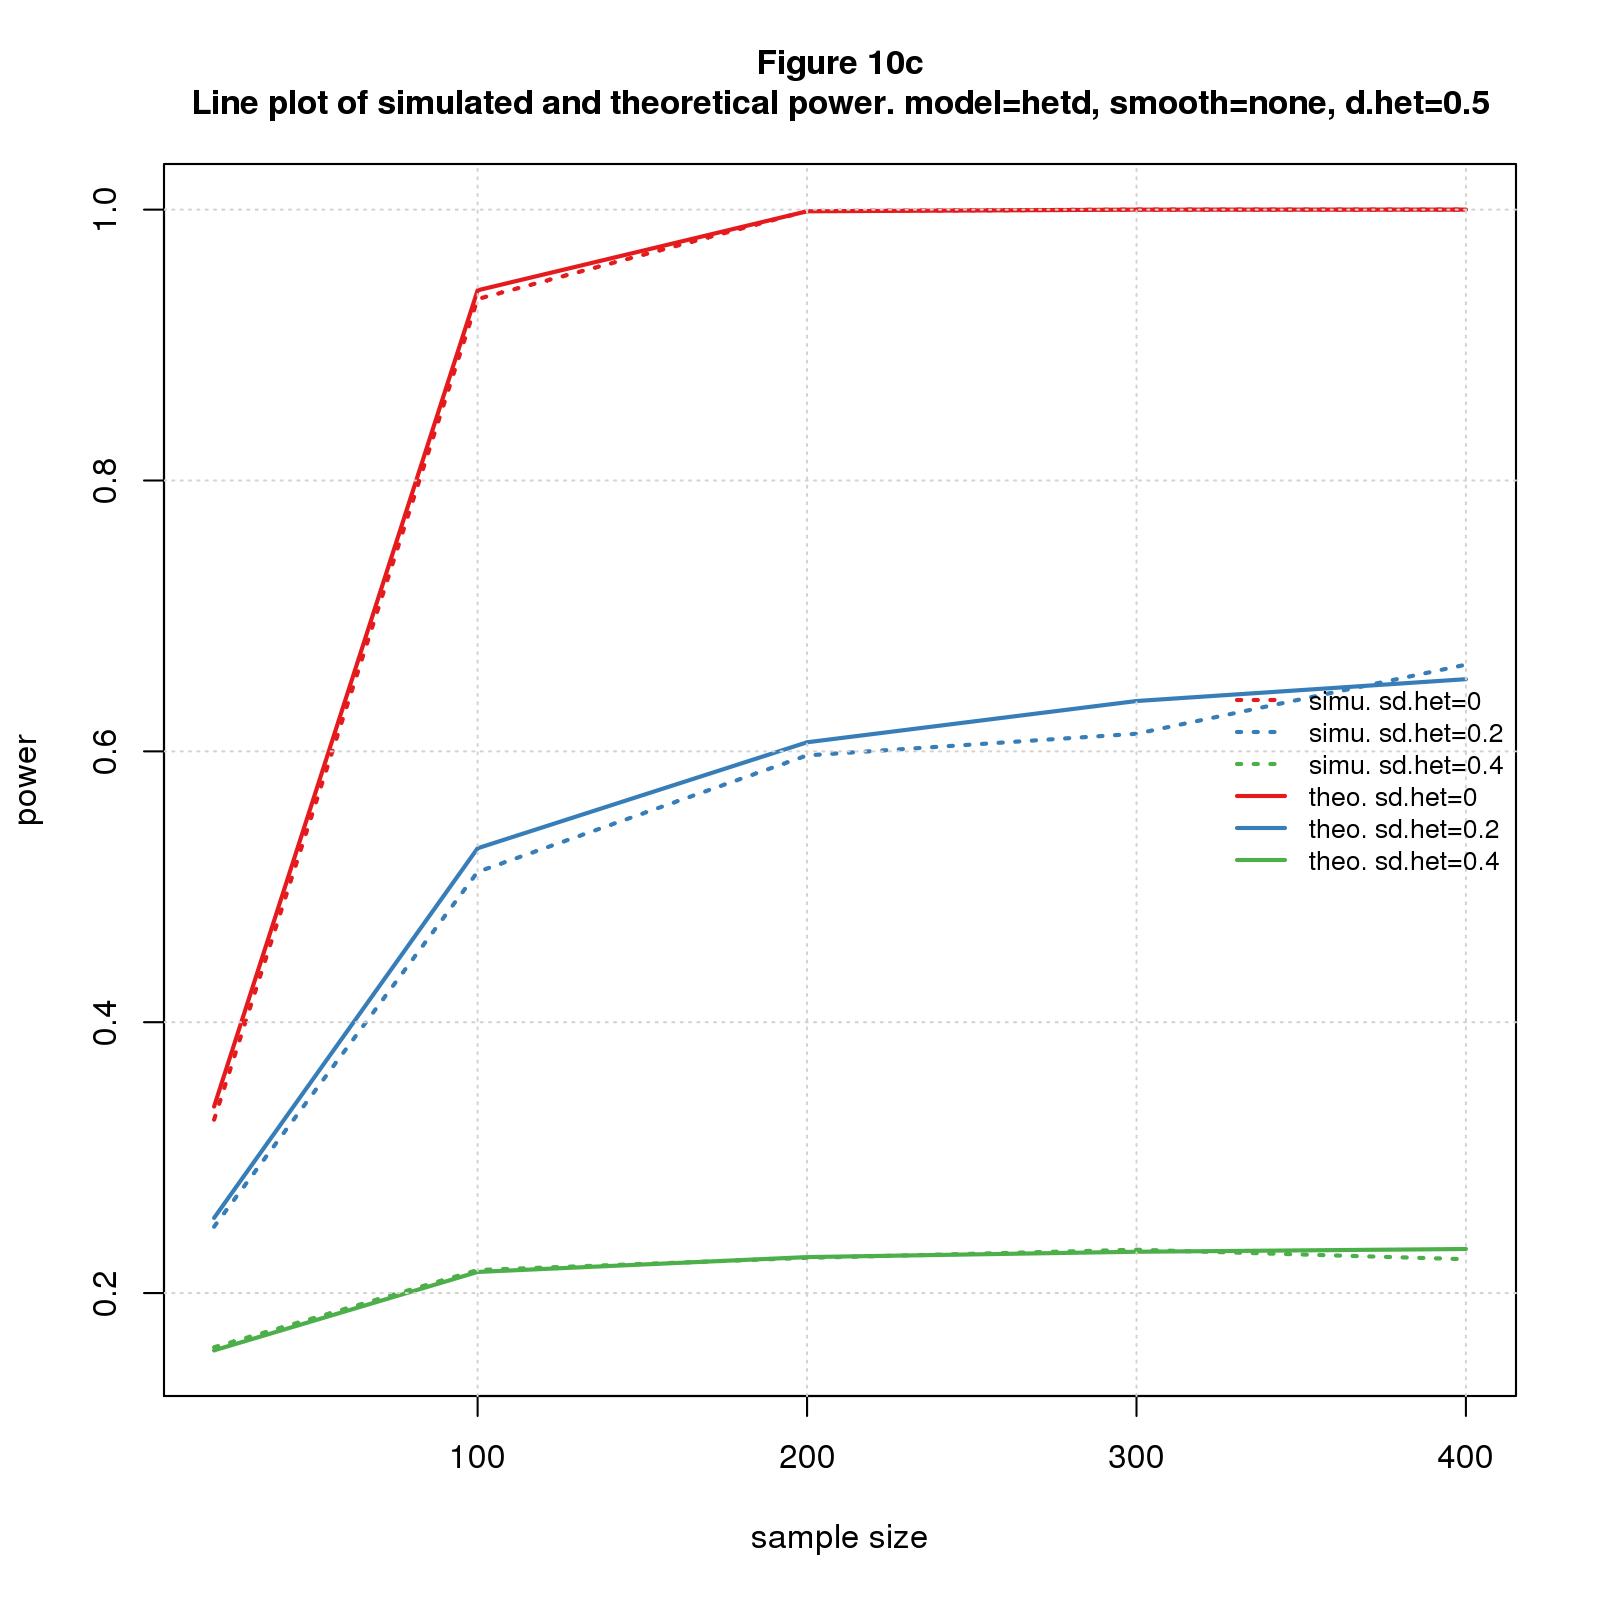 Figure 10c
Line plot of simulated and theoretical power. model=hetd, smooth=none, d.het=0.5
power
1.0
0.8
0.6
0.4
0.2
simu. sd.het=0
simu. sd.het=0.2
simu. sd.het=0.4
theo. sd.het=0
theo. sd.het=0.2
theo. sd.het=0.4
100 200 300 400
sample size